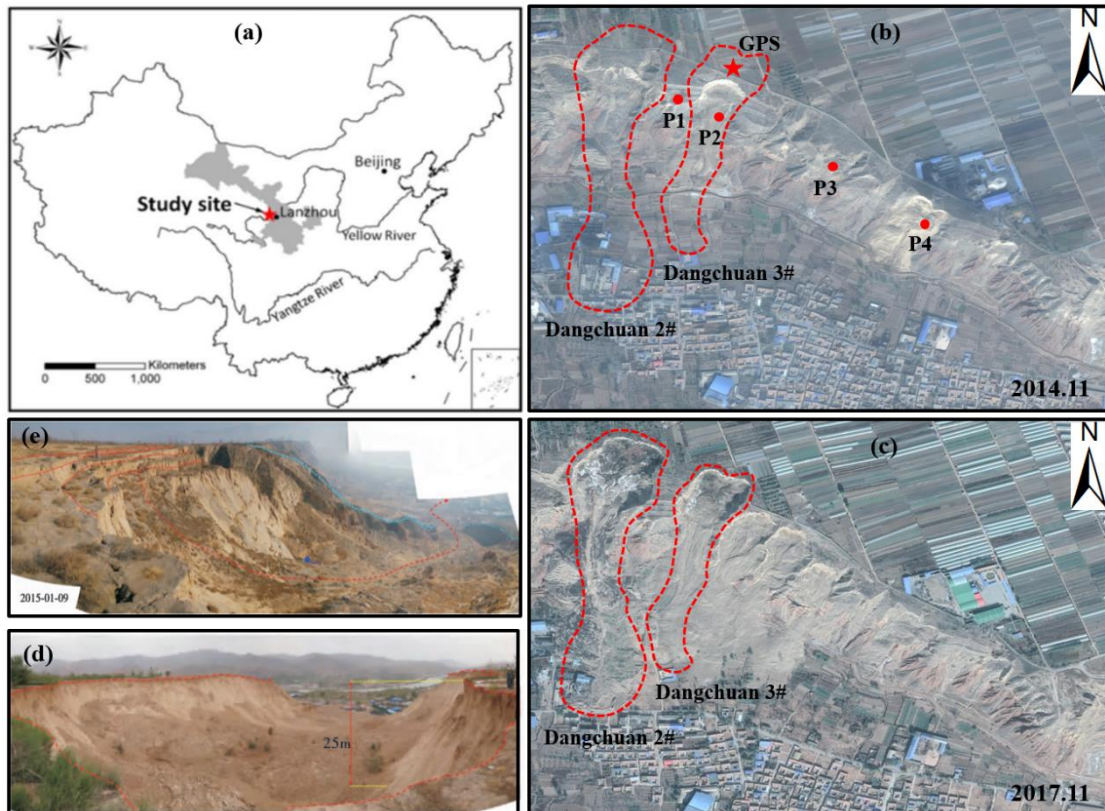 (a)
N
Beijing
Study site
Lanzhou
Yellow River
Yangtze River
Kilometers
0 500 1,000
(b)
N
GPS
P1
P2
P3
P4
Dangchuan 3#
Dangchuan 2#
2014.11
(e)
2015-01-09
(d)
25m
(c)
N
Dangchuan 3#
Dangchuan 2#
2017.11